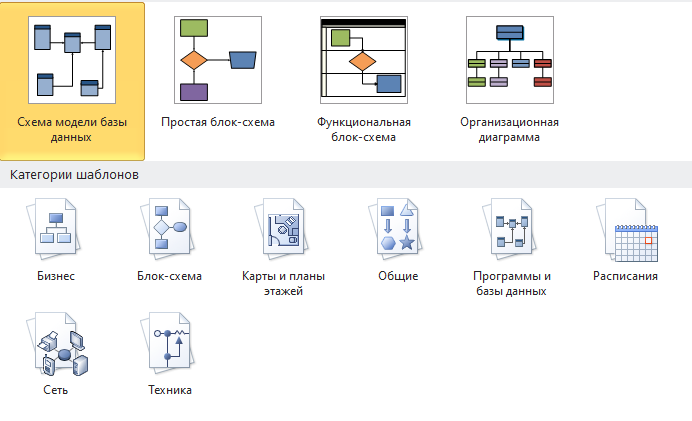 Схема модели базы
данных
Простая блок-схема
Функциональная
блок-схема
Организационная
диаграмма
Категории шаблонов
Бизнес
Блок-схема
Карты и планы
этажей
Общие
Программы и
базы данных
Расписания
Сеть
Техника